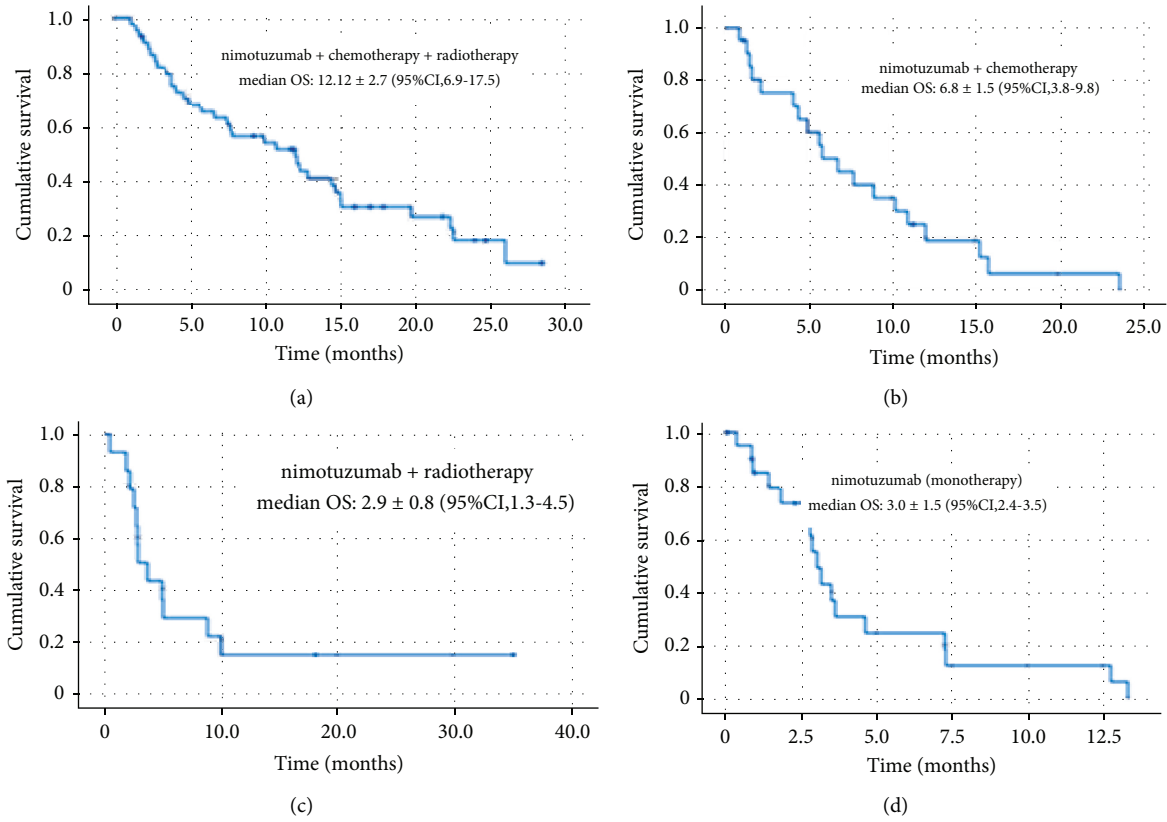 1.0
0.8
0.6
0.4
0.2
0
Cumulative survival
nimotuzumab + chemotherapy + radiotherapy
median OS: 12.12 ± 2.7 (95%CI,6.9-17.5)
0 5.0 10.0 15.0 20.0 25.0 30.0
Time (months)
(a)
1.0
0.8
0.6
0.4
0.2
0
Cumulative survival
nimotuzumab + chemotherapy
median OS: 6.8 ± 1.5 (95%CI,3.8-9.8)
0 5.0 10.0 15.0 20.0 25.0
Time (months)
(b)
1.0
0.8
0.6
0.4
0.2
0
Cumulative survival
nimotuzumab + radiotherapy
median OS: 2.9 ± 0.8 (95%CI,1.3-4.5)
0 10.0 20.0 30.0 40.0
Time (months)
(c)
1.0
0.8
0.6
0.4
0.2
0
Cumulative survival
nimotuzumab (monotherapy)
median OS: 3.0 ± 1.5 (95%CI,2.4-3.5)
0 2.5 5.0 7.5 10.0 12.5
Time (months)
(d)